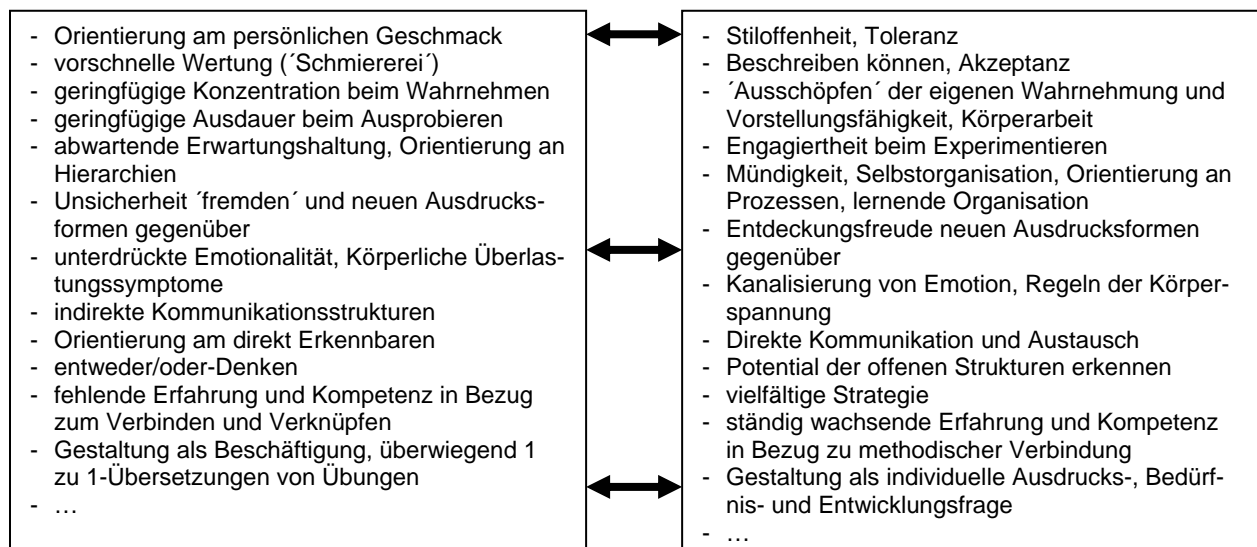 - Orientierung am persönlichen Geschmack
- vorschnelle Wertung (´Schmiererei´)
- geringfügige Konzentration beim Wahrnehmen
- geringfügige Ausdauer beim Ausprobieren
- abwartende Erwartungshaltung, Orientierung an
Hierarchien
- Unsicherheit ´fremden´ und neuen Ausdrucks-
formen gegenüber
- unterdrückte Emotionalität, Körperliche Überlas-
tungssymptome
- indirekte Kommunikationsstrukturen
- Orientierung am direkt Erkennbaren
- entweder/oder-Denken
- fehlende Erfahrung und Kompetenz in Bezug
zum Verbinden und Verknüpfen
- Gestaltung als Beschäftigung, überwiegend 1
zu 1-Übersetzungen von Übungen
- …
- Stiloffenheit, Toleranz
- Beschreiben können, Akzeptanz
- ´Ausschöpfen´ der eigenen Wahrnehmung und
Vorstellungsfähigkeit, Körperarbeit
- Engagiertheit beim Experimentieren
- Mündigkeit, Selbstorganisation, Orientierung an
Prozessen, lernende Organisation
- Entdeckungsfreude neuen Ausdrucksformen
gegenüber
- Kanalisierung von Emotion, Regeln der Körper-
spannung
- Direkte Kommunikation und Austausch
- Potential der offenen Strukturen erkennen
- vielfältige Strategie
- ständig wachsende Erfahrung und Kompetenz
in Bezug zu methodischer Verbindung
- Gestaltung als individuelle Ausdrucks-, Bedürf-
nis- und Entwicklungsfrage
- …